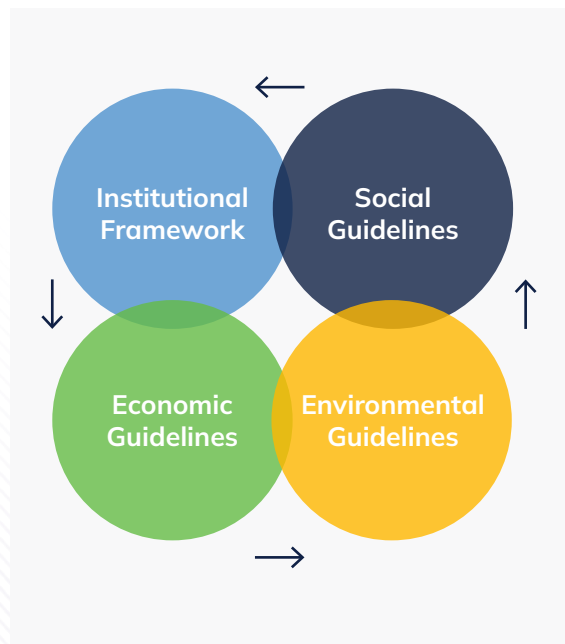 Institutional
Framework
Social
Guidelines
Economic
Guidelines
Environmental
Guidelines